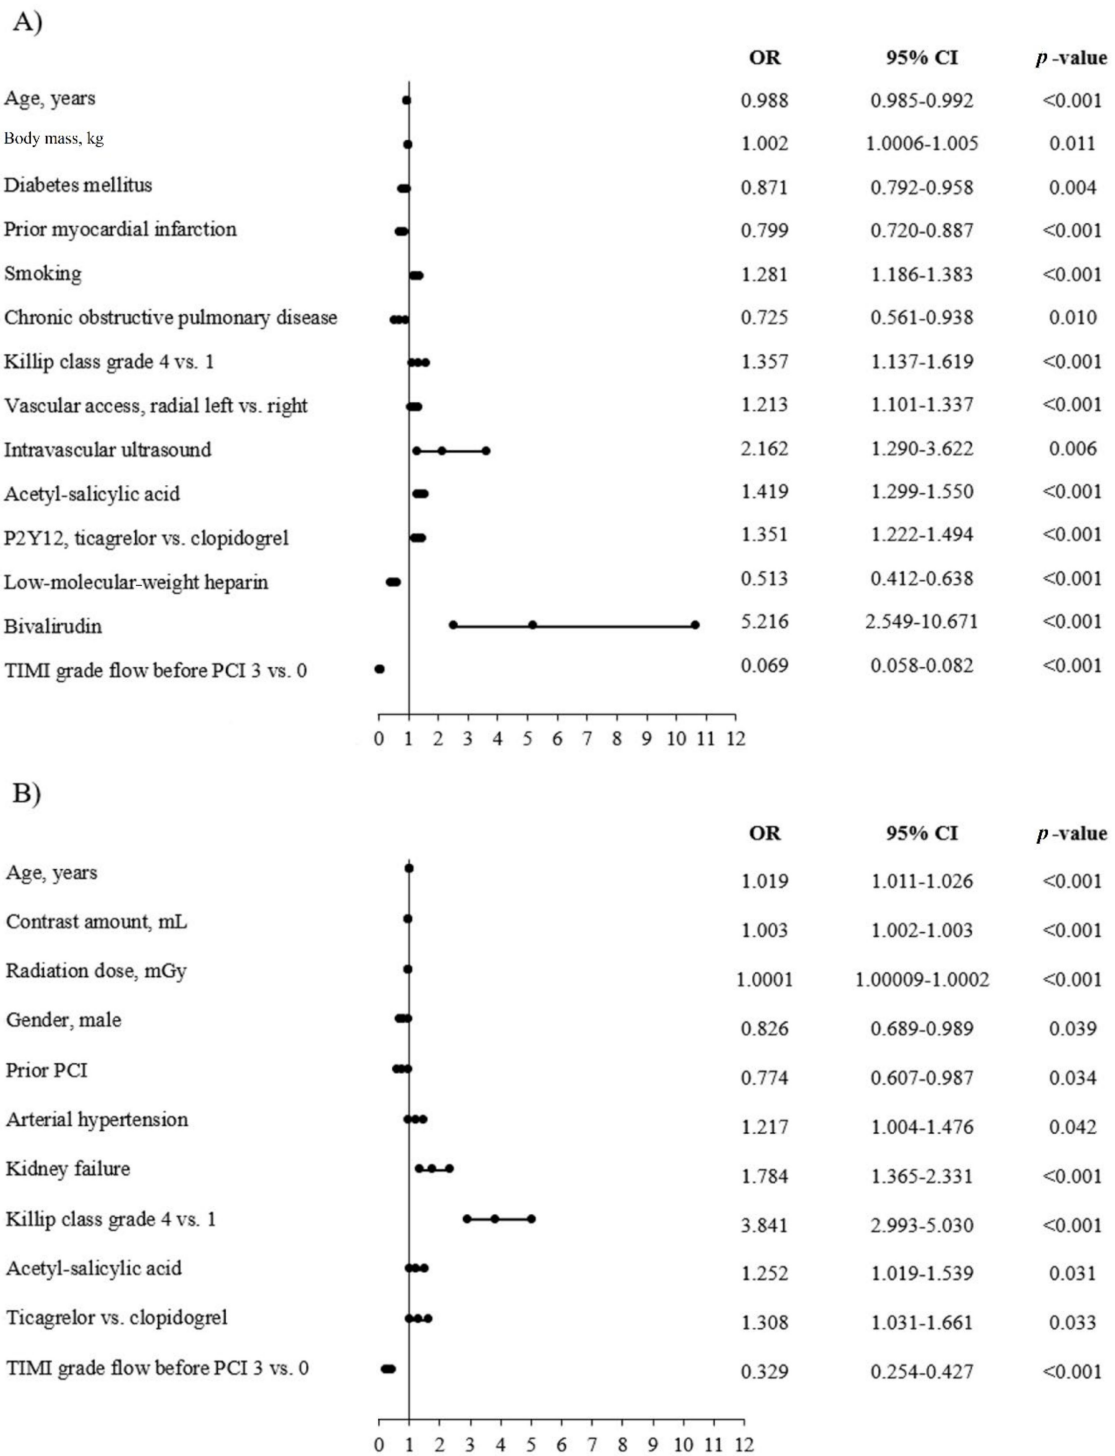 A)
OR 95% CI p-value
Age, years 0.988 0.985-0.992 <0.001
Body mass, kg 1.002 1.0006-1.005 0.011
Diabetes mellitus 0.871 0.792-0.958 0.004
Prior myocardial infarction 0.799 0.720-0.887 <0.001
Smoking 1.281 1.186-1.383 <0.001
Chronic obstructive pulmonary disease 0.725 0.561-0.938 0.010
Killip class grade 4 vs. 1 1.357 1.137-1.619 <0.001
Vascular access, radial left vs. right 1.213 1.101-1.337 <0.001
Intravascular ultrasound 2.162 1.290-3.622 0.006
Acetyl-salicylic acid 1.419 1.299-1.550 <0.001
P2Y12, ticagrelor vs. clopidogrel 1.351 1.222-1.494 <0.001
Low-molecular-weight heparin 0.513 0.412-0.638 <0.001
Bivalirudin 5.216 2.549-10.671 <0.001
TIMI grade flow before PCI 3 vs. 0 0.069 0.058-0.082 <0.001
0 1 2 3 4 5 6 7 8 9 10 11 12
B)
OR 95% CI p-value
Age, years 1.019 1.011-1.026 <0.001
Contrast amount, mL 1.003 1.002-1.003 <0.001
Radiation dose, mGy 1.0001 1.00009-1.0002 <0.001
Gender, male 0.826 0.689-0.989 0.039
Prior PCI 0.774 0.607-0.987 0.034
Arterial hypertension 1.217 1.004-1.476 0.042
Kidney failure 1.784 1.365-2.331 <0.001
Killip class grade 4 vs. 1 3.841 2.993-5.030 <0.001
Acetyl-salicylic acid 1.252 1.019-1.539 0.031
Ticagrelor vs. clopidogrel 1.308 1.031-1.661 0.033
TIMI grade flow before PCI 3 vs. 0 0.329 0.254-0.427 <0.001
0 1 2 3 4 5 6 7 8 9 10 11 12